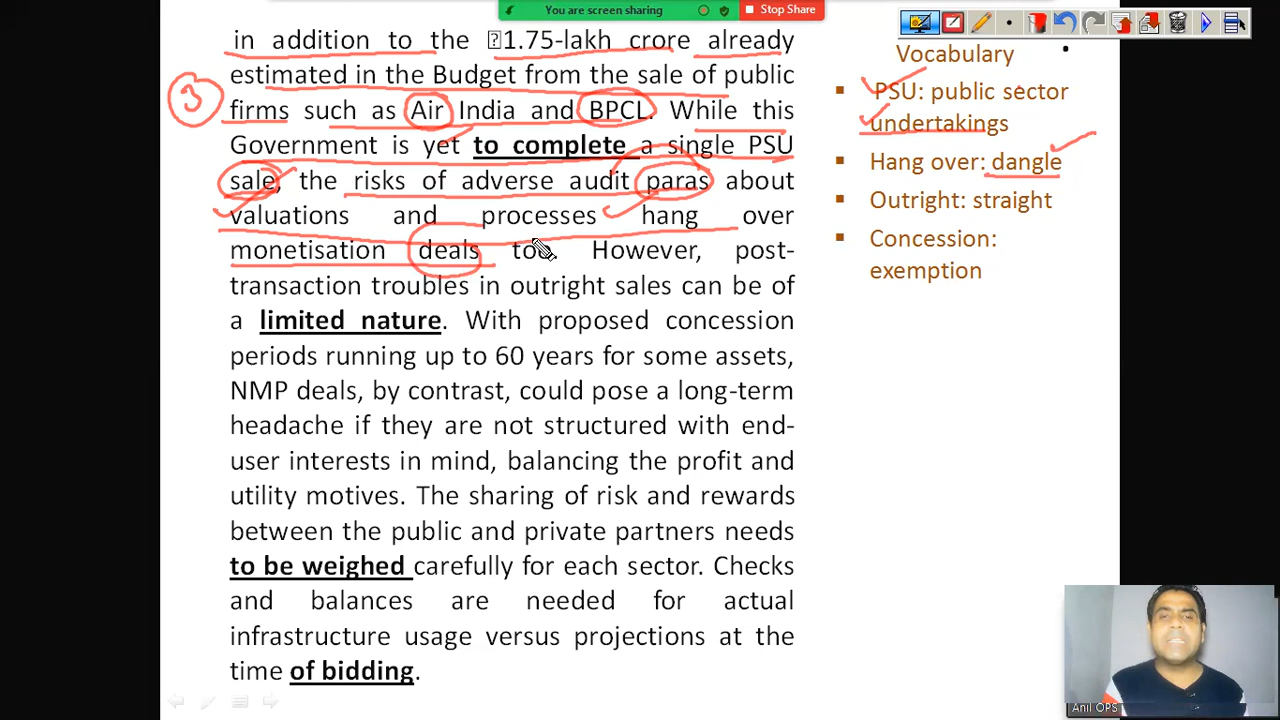 You are screen sharing
Stop Share
in addition to the 1.75-lakh crore already
estimated in the Budget from the sale of public
firms such as Air India and BPCL. While this
Government is yet to complete a single PSU
sale, the risks of adverse audit paras about
valuations and processes hang over
monetisation deals too. However, post-
transaction troubles in outright sales can be of
a limited nature. With proposed concession
periods running up to 60 years for some assets,
NMP deals, by contrast, could pose a long-term
headache if they are not structured with end-
user interests in mind, balancing the profit and
utility motives. The sharing of risk and rewards
between the public and private partners needs
to be weighed carefully for each sector. Checks
and balances are needed for actual
infrastructure usage versus projections at the
time of bidding.
3
Vocabulary
▪ PSU: public sector
undertakings
▪ Hang over: dangle
▪ Outright: straight
▪ Concession:
exemption
Anil OPS